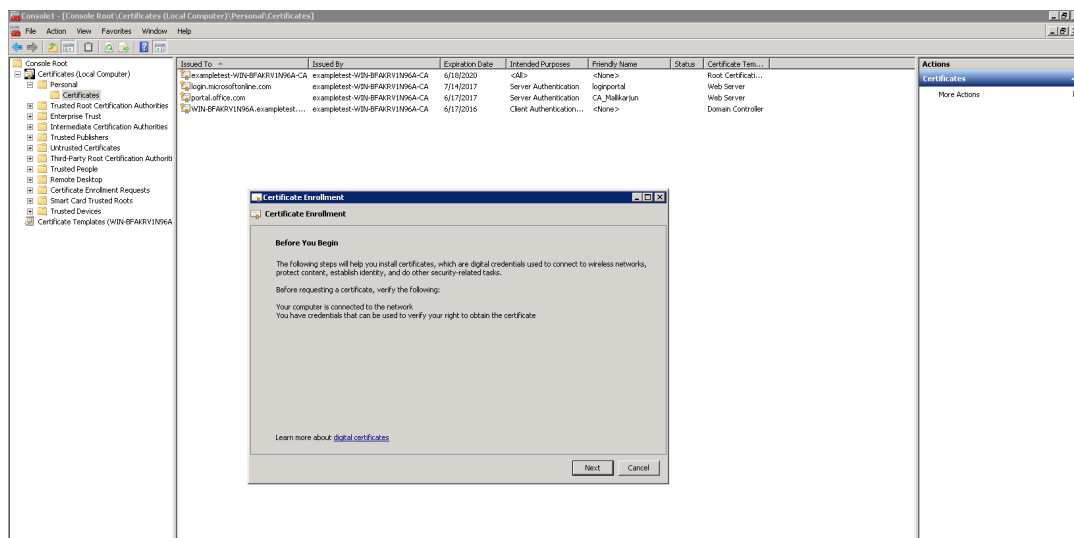 Console1 - [Console Root\Certificates (Local Computer)\Personal\Certificates]
File Action View Favorites Window Help
Console Root
Certificates (Local Computer)
Personal
Certificates
Trusted Root Certification Authorities
Enterprise Trust
Intermediate Certification Authorities
Trusted Publishers
Untrusted Certificates
Third-Party Root Certification Authoriti
Trusted People
Remote Desktop
Certificate Enrollment Requests
Smart Card Trusted Roots
Trusted Devices
Certificate Templates (WIN-BFAKRV1N96A
Issued To Issued By Expiration Date Intended Purposes Friendly Name Status Certificate Tem...
exampletest-WIN-BFAKRV1N96A-CA exampletest-WIN-BFAKRV1N96A-CA 6/18/2020 <All> <None> Root Certificati...
login.microsoftonline.com exampletest-WIN-BFAKRV1N96A-CA 7/14/2017 Server Authentication loginportal Web Server
portal.office.com exampletest-WIN-BFAKRV1N96A-CA 6/17/2017 Server Authentication CA_Mallikarjun Web Server
WIN-BFAKRV1N96A.exampletest.... exampletest-WIN-BFAKRV1N96A-CA 6/17/2016 Client Authentication... <None> Domain Controller
Actions
Certificates
More Actions
Certificate Enrollment
Certificate Enrollment
Before You Begin
The following steps will help you install certificates, which are digital credentials used to connect to wireless networks,
protect content, establish identity, and do other security-related tasks.
Before requesting a certificate, verify the following:
Your computer is connected to the network
You have credentials that can be used to verify your right to obtain the certificate
Learn more about digital certificates
Next Cancel